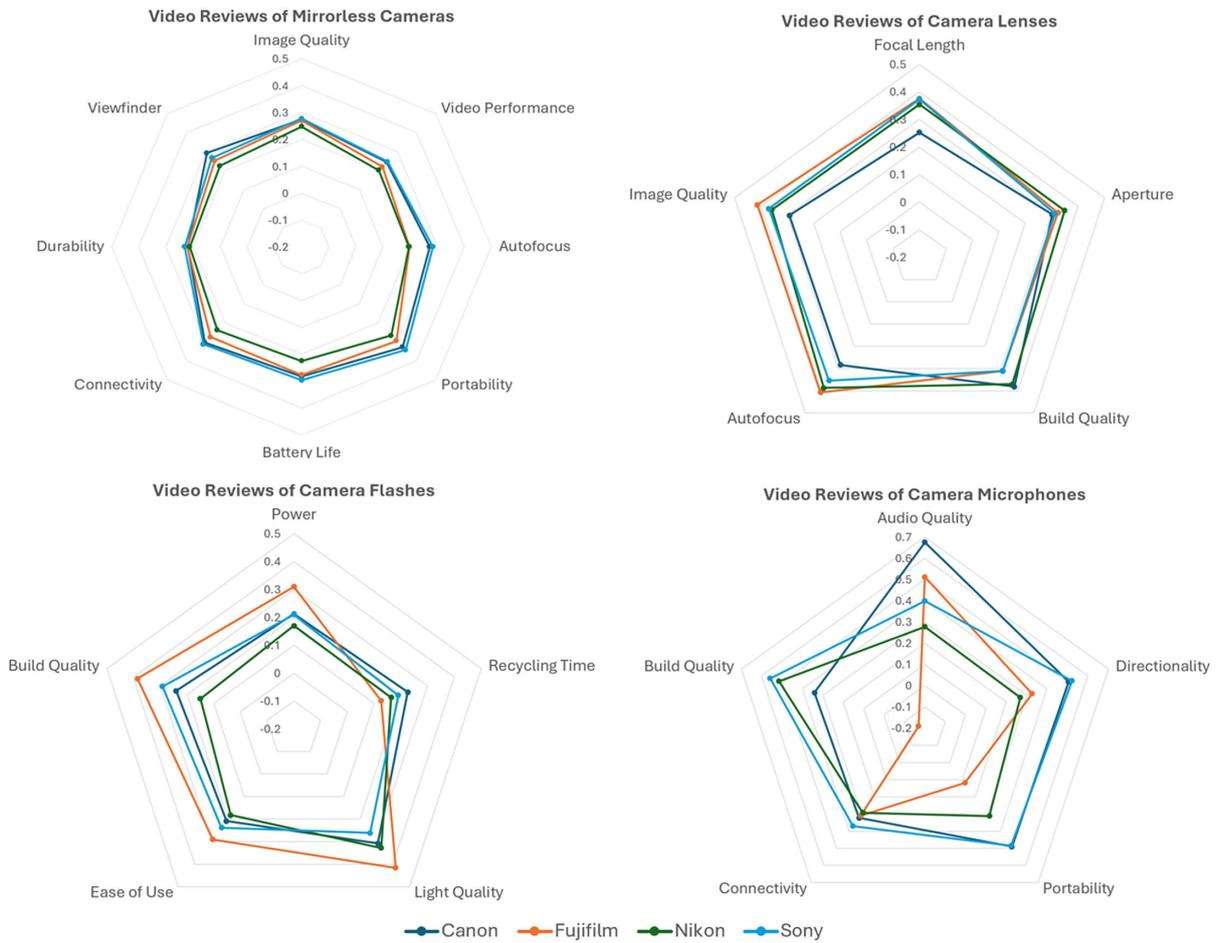 Video Reviews of Mirrorless Cameras
Image Quality
0.5
0.4
0.3
0.2
0.1
0
-0.1
-0.2
Viewfinder
Video Performance
Durability
Autofocus
Connectivity
Portability
Battery Life
Video Reviews of Camera Lenses
Focal Length
0.5
0.4
0.3
0.2
0.1
0
-0.1
-0.2
Image Quality
Aperture
Autofocus
Build Quality
Video Reviews of Camera Flashes
Power
0.5
0.4
0.3
0.2
0.1
0
-0.1
-0.2
Build Quality
Recycling Time
Ease of Use
Light Quality
Video Reviews of Camera Microphones
Audio Quality
0.7
0.6
0.5
0.4
0.3
0.2
0.1
0
-0.1
-0.2
Build Quality
Directionality
Connectivity
Portability
Canon Fujifilm Nikon Sony